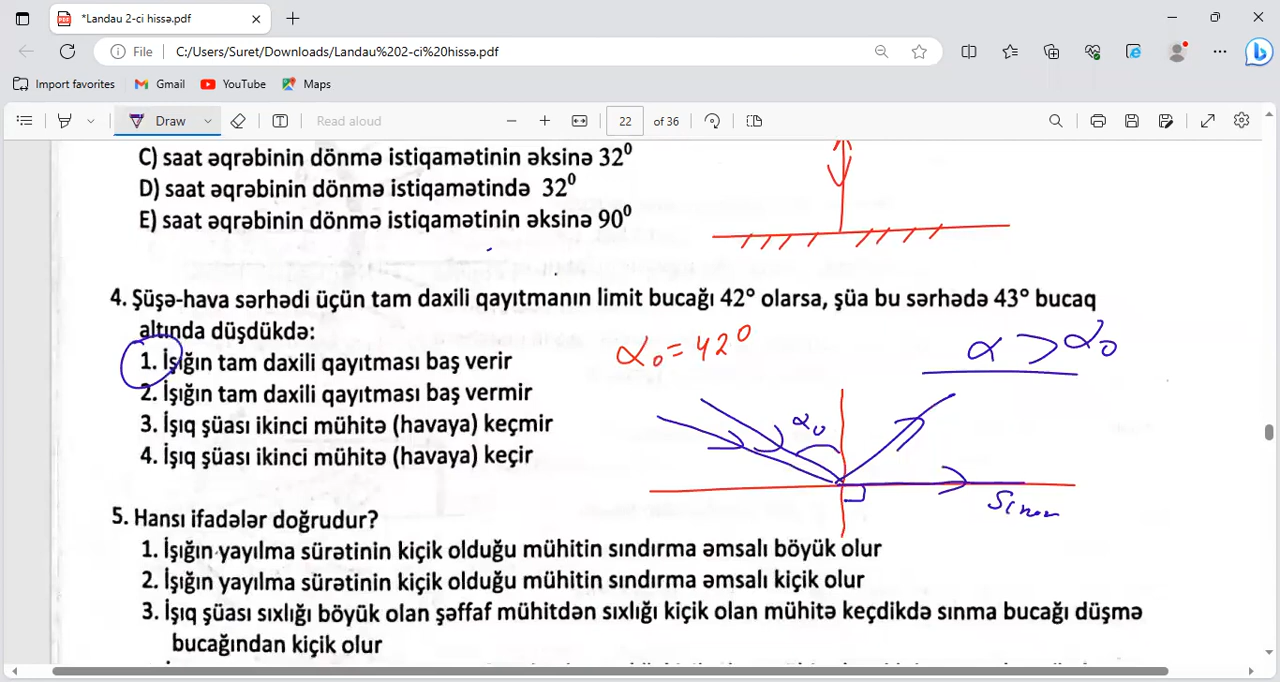 *Landau 2-ci hissə.pdf
File C:/Users/Suret/Downloads/Landau%202-ci%20hissə.pdf
Import favorites Gmail YouTube Maps
Draw Read aloud 22 of 36
C) saat əqrəbinin dönmə istiqamətinin əksinə 32⁰
D) saat əqrəbinin dönmə istiqamətində 32⁰
E) saat əqrəbinin dönmə istiqamətinin əksinə 90⁰
4. Şüşə-hava sərhədi üçün tam daxili qayıtmanın limit bucağı 42° olarsa, şüa bu sərhədə 43° bucaq
altında düşdükdə:
α₀ = 42⁰
α > α₀
1. İşığın tam daxili qayıtması baş verir
2. İşığın tam daxili qayıtması baş vermir
3. İşıq şüası ikinci mühitə (havaya) keçmir
4. İşıq şüası ikinci mühitə (havaya) keçir
α₀
5. Hansı ifadələr doğrudur?
1. İşığın yayılma sürətinin kiçik olduğu mühitin sındırma əmsalı böyük olur
2. İşığın yayılma sürətinin kiçik olduğu mühitin sındırma əmsalı kiçik olur
3. İşıq şüası sıxlığı böyük olan şəffaf mühitdən sıxlığı kiçik olan mühitə keçdikdə sınma bucağı düşmə
bucağından kiçik olur